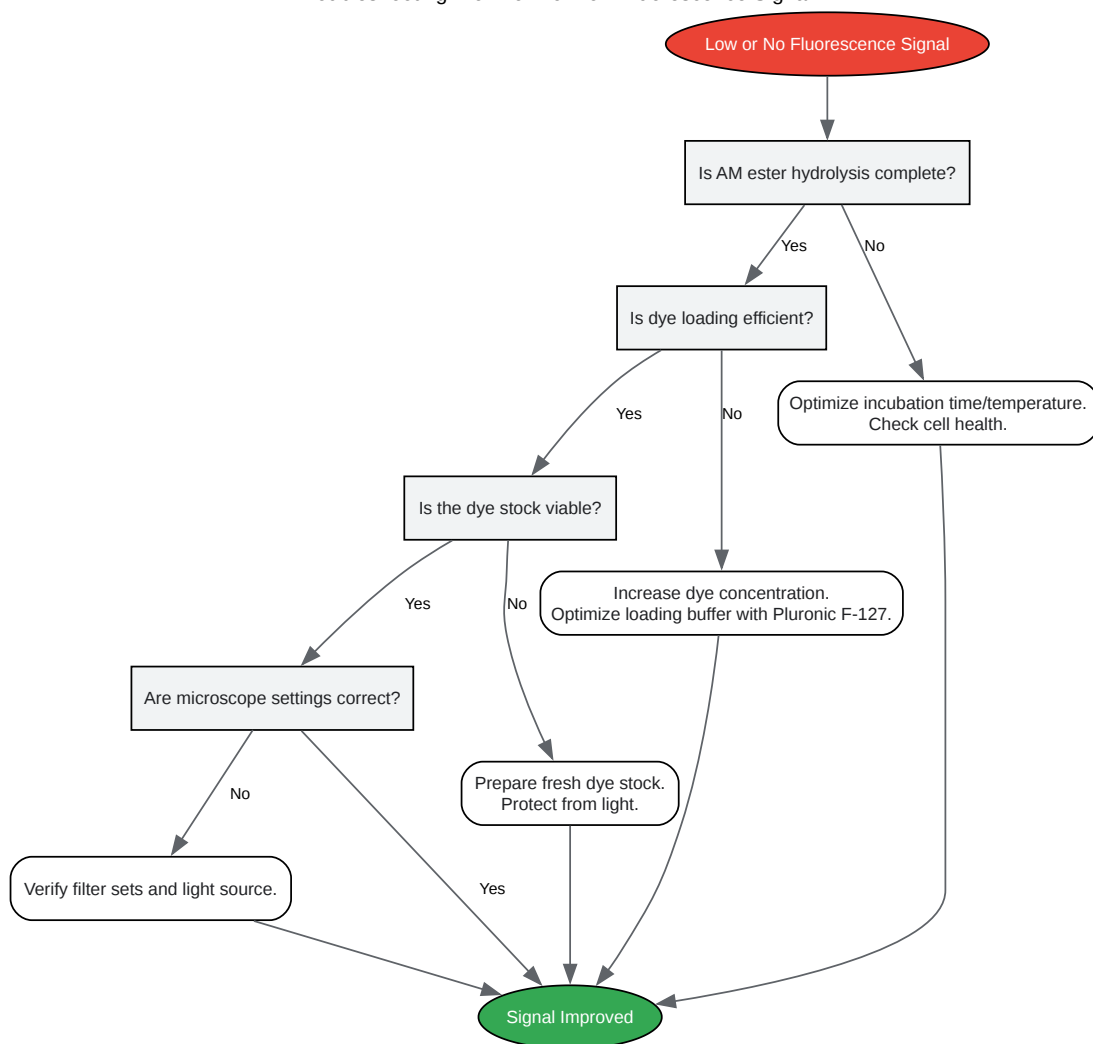 Low or No Fluorescence Signal
Is AM ester hydrolysis complete?
Yes
No
Is dye loading efficient?
Optimize incubation time/temperature.
Check cell health.
Yes
No
Is the dye stock viable?
Increase dye concentration.
Optimize loading buffer with Pluronic F-127.
Yes
No
Are microscope settings correct?
Prepare fresh dye stock.
Protect from light.
No
Yes
Verify filter sets and light source.
Signal Improved